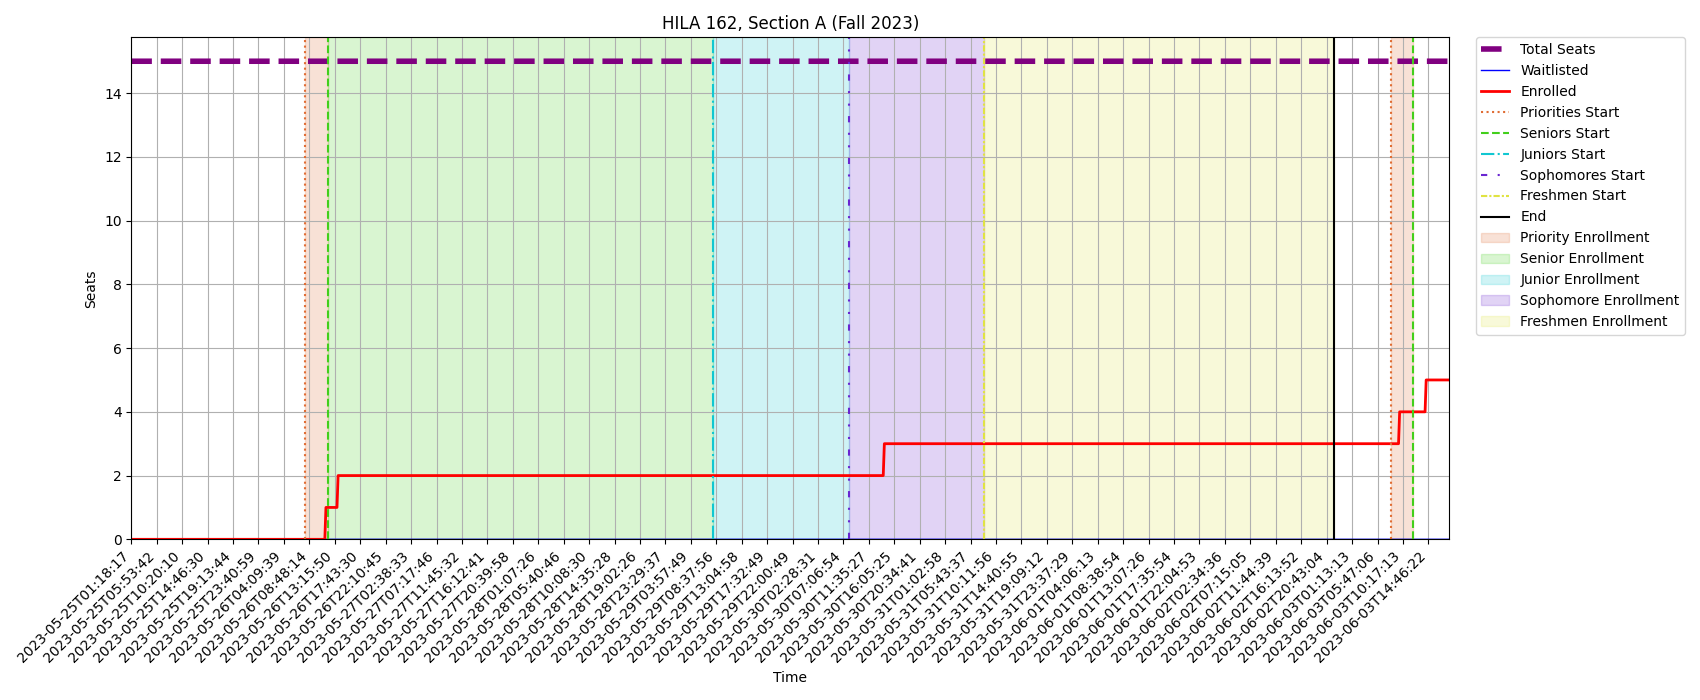 HILA 162, Section A (Fall 2023)
Total Seats
Waitlisted
Enrolled
Priorities Start
Seniors Start
Juniors Start
Sophomores Start
Freshmen Start
End
Priority Enrollment
Senior Enrollment
Junior Enrollment
Sophomore Enrollment
Freshmen Enrollment
Seats
14
12
10
8
6
4
2
0
2023-05-25T01:18:17
2023-05-25T05:53:42
2023-05-25T10:20:10
2023-05-25T14:46:30
2023-05-25T19:13:44
2023-05-25T23:40:59
2023-05-26T04:09:39
2023-05-26T08:48:14
2023-05-26T13:15:50
2023-05-26T17:43:30
2023-05-26T22:10:45
2023-05-27T02:38:33
2023-05-27T07:17:46
2023-05-27T11:45:32
2023-05-27T16:12:41
2023-05-27T20:39:58
2023-05-28T01:07:26
2023-05-28T05:40:46
2023-05-28T10:08:30
2023-05-28T14:35:28
2023-05-28T19:02:26
2023-05-28T23:29:37
2023-05-29T03:57:49
2023-05-29T08:37:56
2023-05-29T13:04:58
2023-05-29T17:32:49
2023-05-29T22:00:49
2023-05-30T02:28:31
2023-05-30T07:06:54
2023-05-30T11:35:27
2023-05-30T16:05:25
2023-05-30T20:34:41
2023-05-31T01:02:58
2023-05-31T05:43:37
2023-05-31T10:11:56
2023-05-31T14:40:55
2023-05-31T19:09:12
2023-05-31T23:37:29
2023-06-01T04:06:13
2023-06-01T08:38:54
2023-06-01T13:07:26
2023-06-01T17:35:54
2023-06-01T22:04:53
2023-06-02T02:34:36
2023-06-02T07:15:05
2023-06-02T11:44:39
2023-06-02T16:13:52
2023-06-02T20:43:04
2023-06-03T01:13:13
2023-06-03T05:47:06
2023-06-03T10:17:13
2023-06-03T14:46:22
Time